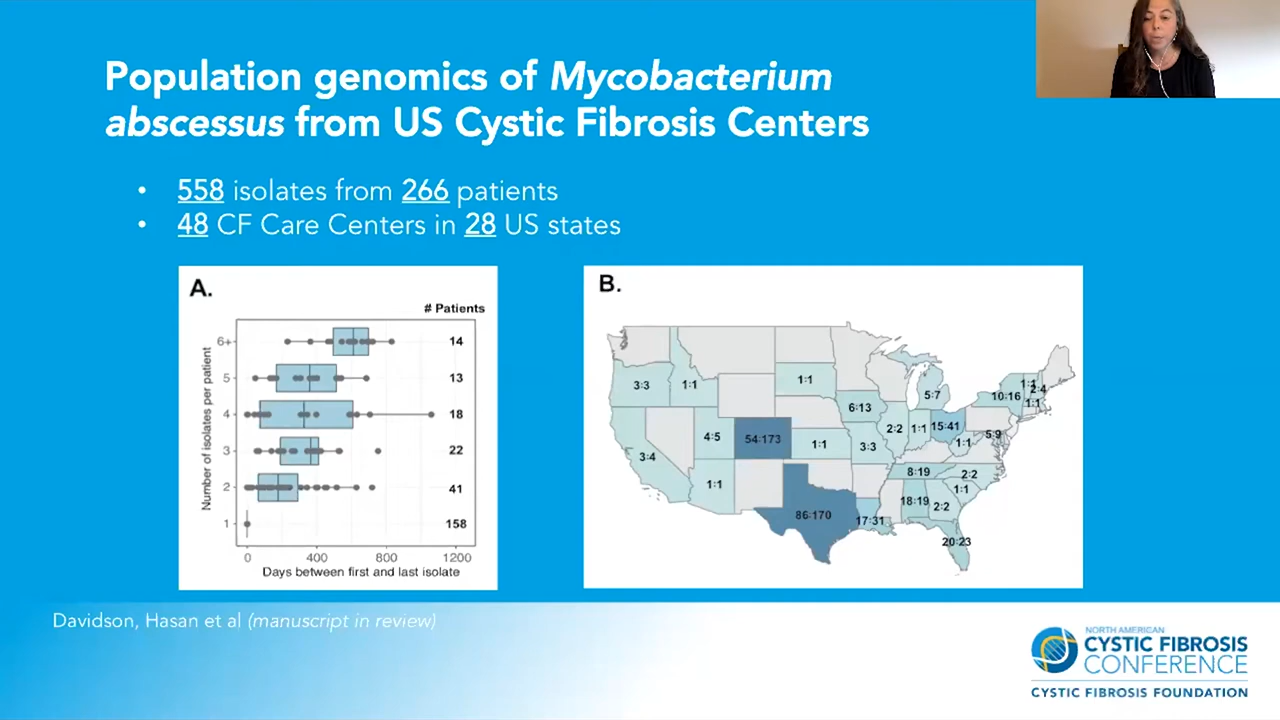 Population genomics of Mycobacterium
abscessus from US Cystic Fibrosis Centers
• 558 isolates from 266 patients
• 48 CF Care Centers in 28 US states
A.
# Patients
Number of isolates per patient
6+ 14
5 13
4 18
3 22
2 41
1 158
0 400 800 1200
Days between first and last isolate
B.
3:3
1:1
1:1
5:7
10:16
1:1
2:4
1:1
6:13
4:5
54:173
1:1
3:3
2:2
1:1
15:41
1:1
5:9
3:4
1:1
8:19
2:2
1:1
86:170
17:31
18:19
2:2
20:23
Davidson, Hasan et al (manuscript in review)
NORTH AMERICAN
CYSTIC FIBROSIS
CONFERENCE
CYSTIC FIBROSIS FOUNDATION